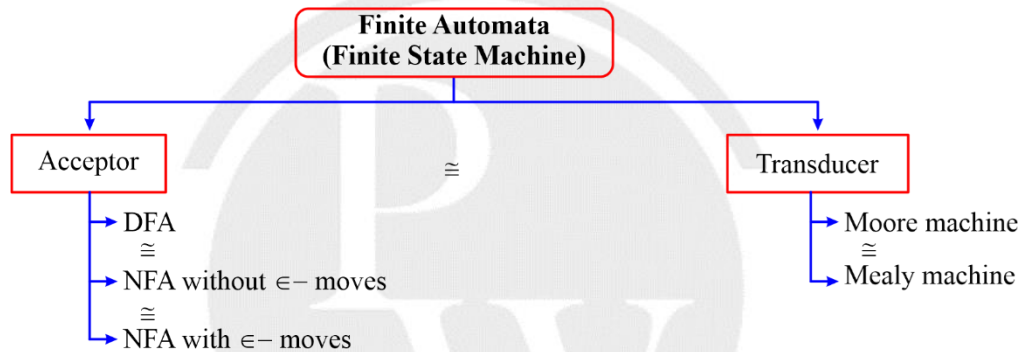 Finite Automata
(Finite State Machine)
Acceptor
≅
Transducer
DFA
≅
NFA without ∈− moves
≅
NFA with ∈− moves
Moore machine
≅
Mealy machine